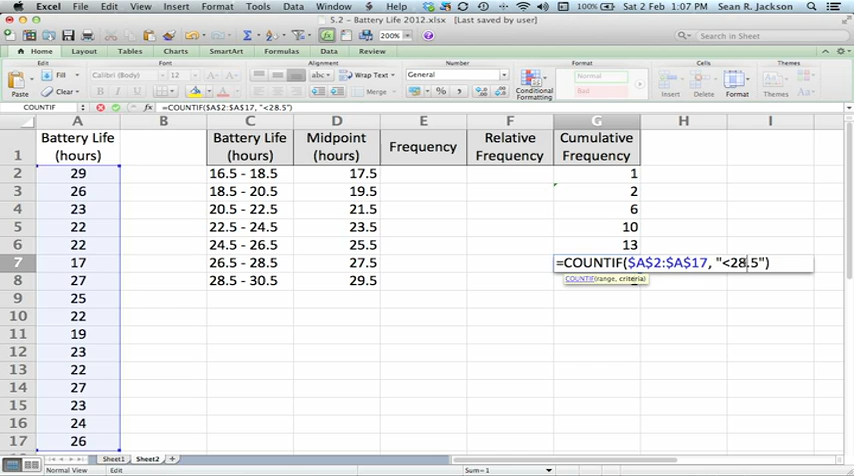 Excel File Edit View Insert Format Tools Data Window Help 100% Sat 2 Feb 1:07 PM Sean R. Jackson
5.2 – Battery Life 2012.xlsx [Last saved by user]
200% Search in Sheet
Home Layout Tables Charts SmartArt Formulas Data Review
Edit Font Alignment Number Format Cells Themes
Paste Fill Clear Calibri (Body) 12 B I U abc Wrap Text Merge General % Conditional Formatting Normal Bad Insert Delete Format Themes Aa
COUNTIF fx =COUNTIF($A$2:$A$17, "<28.5")
A B C D E F G H I
1 Battery Life (hours) Battery Life (hours) Midpoint (hours) Frequency Relative Frequency Cumulative Frequency
2 29 16.5 - 18.5 17.5 1
3 26 18.5 - 20.5 19.5 2
4 23 20.5 - 22.5 21.5 6
5 22 22.5 - 24.5 23.5 10
6 22 24.5 - 26.5 25.5 13
7 17 26.5 - 28.5 27.5 =COUNTIF($A$2:$A$17, "<28.5")
8 27 28.5 - 30.5 29.5
COUNTIF(range, criteria)
9 25
10 22
11 19
12 23
13 22
14 27
15 23
16 24
17 26
Sheet1 Sheet2
Normal View Edit Sum=1